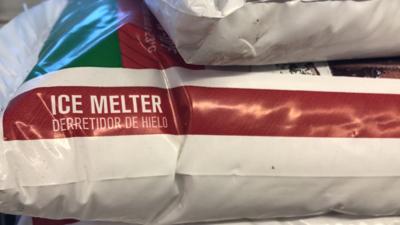 ICE MELTER
DERRETIDOR DE HIELO